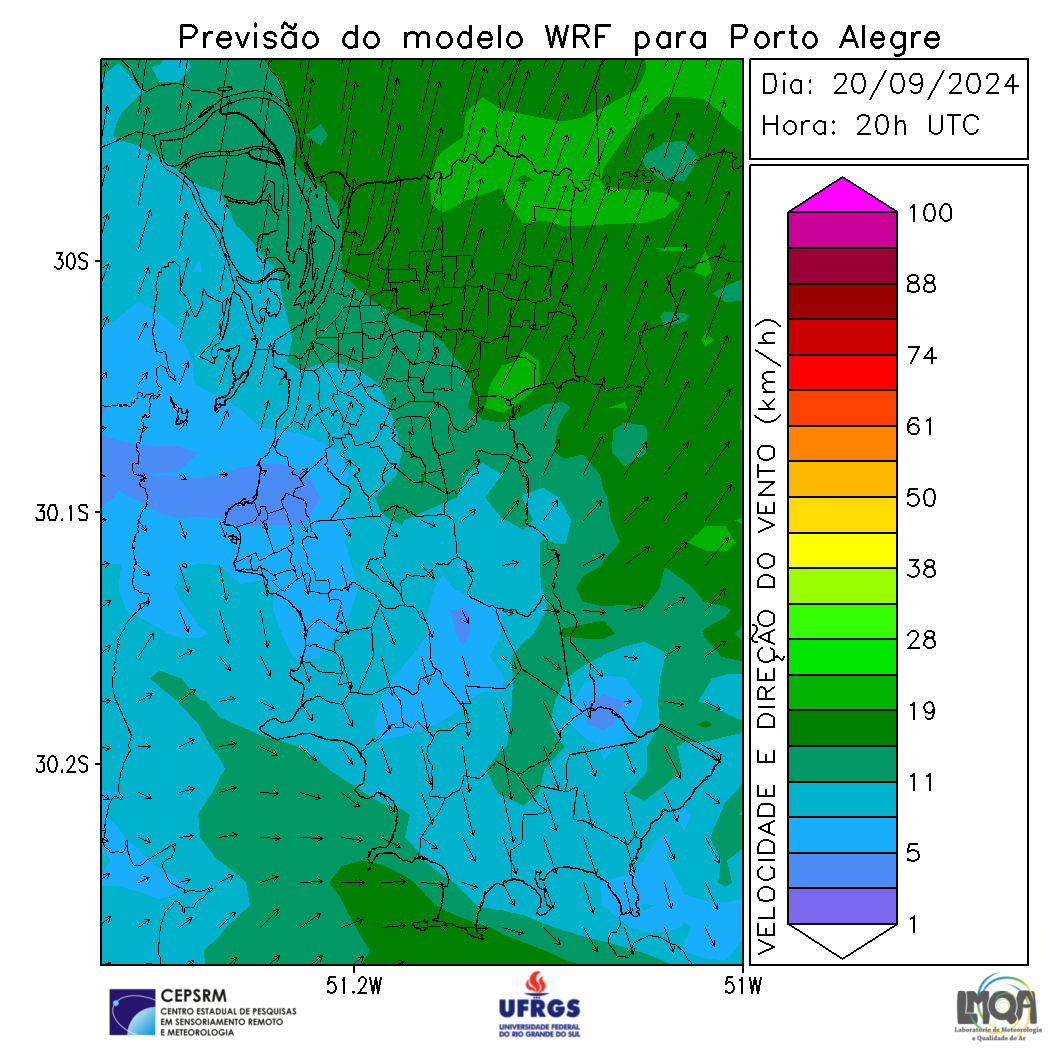 Previsão do modelo WRF para Porto Alegre
Dia: 20/09/2024
Hora: 20h UTC
30S
30.1S
30.2S
51.2W
51W
VELOCIDADE E DIREÇÃO DO VENTO (km/h)
100
88
74
61
50
38
28
19
11
5
1
CEPSRM
CENTRO ESTADUAL DE PESQUISAS
EM SENSORIAMENTO REMOTO
E METEOROLOGIA
UFRGS
UNIVERSIDADE FEDERAL
DO RIO GRANDE DO SUL
LMQA
Laboratório de Meteorologia
e Qualidade do Ar